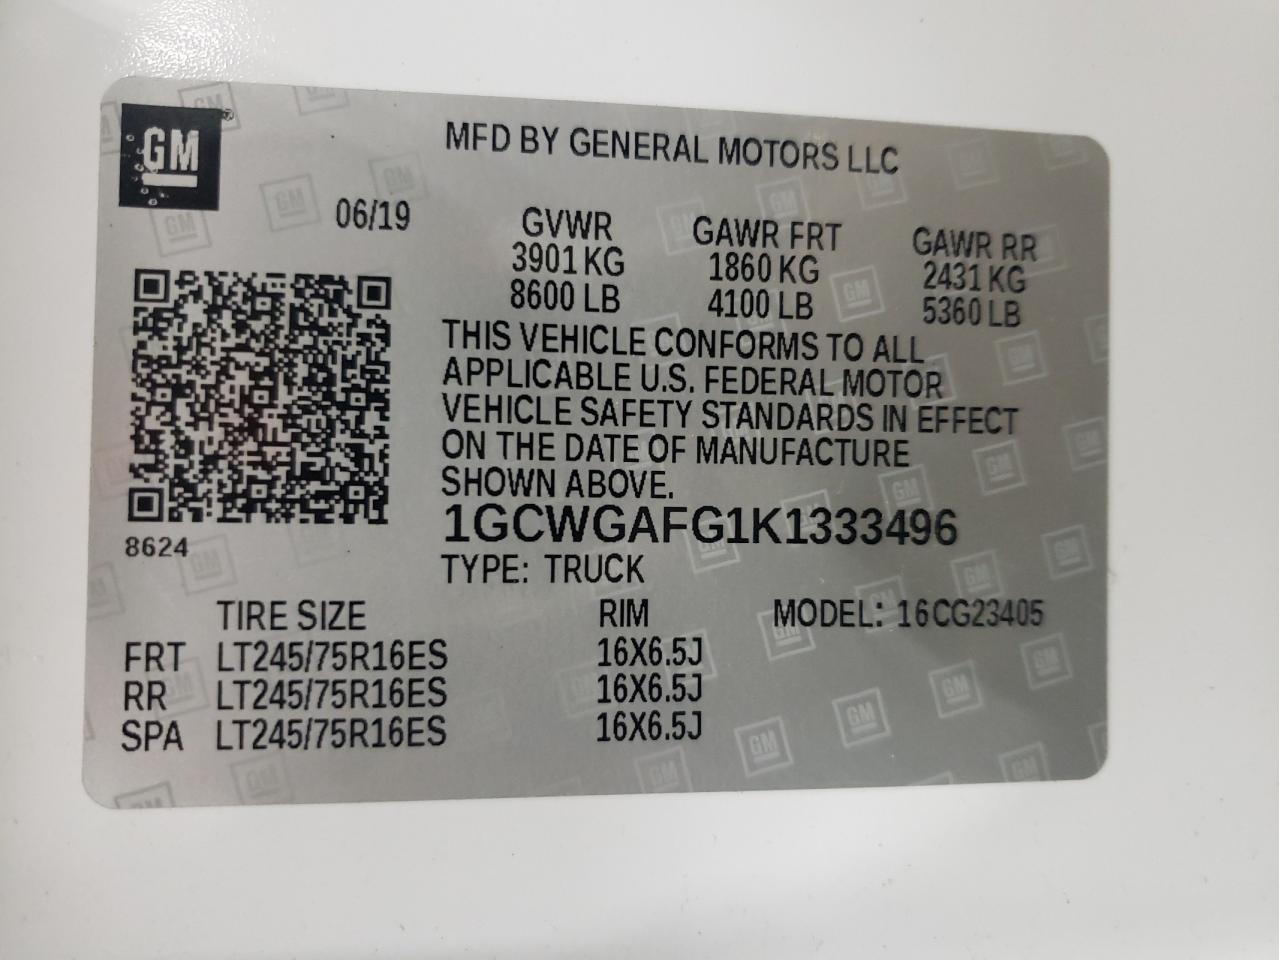 GM
MFD BY GENERAL MOTORS LLC
06/19
GVWR GAWR FRT GAWR RR
3901 KG 1860 KG 2431 KG
8600 LB 4100 LB 5360 LB
THIS VEHICLE CONFORMS TO ALL
APPLICABLE U.S. FEDERAL MOTOR
VEHICLE SAFETY STANDARDS IN EFFECT
ON THE DATE OF MANUFACTURE
SHOWN ABOVE.
1GCWGAFG1K1333496
8624
TYPE: TRUCK
TIRE SIZE RIM MODEL: 16CG23405
FRT LT245/75R16ES 16X6.5J
RR LT245/75R16ES 16X6.5J
SPA LT245/75R16ES 16X6.5J